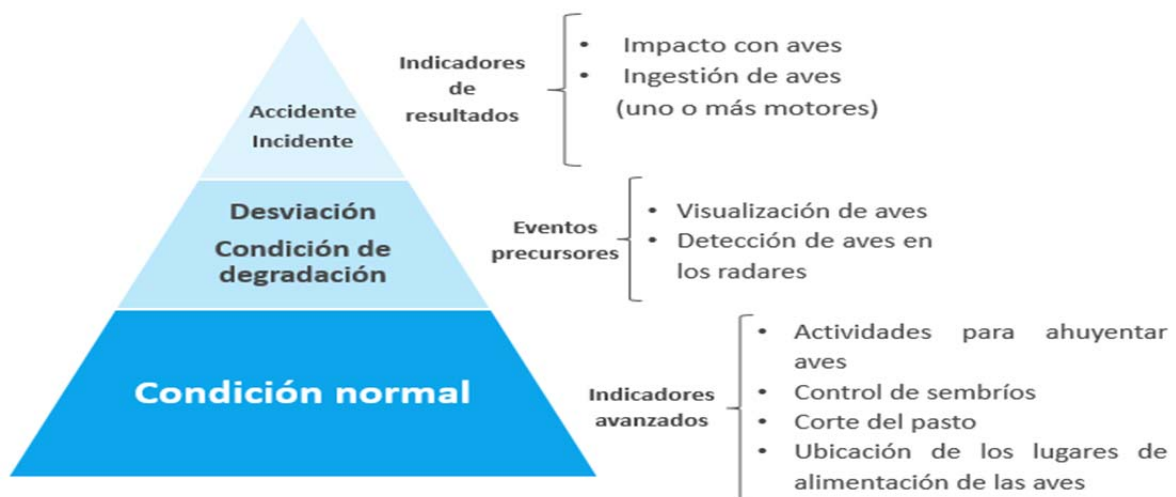 Accidente
Incidente
Indicadores
de
resultados
• Impacto con aves
• Ingestión de aves
(uno o más motores)
Desviación
Condición de
degradación
Eventos
precursores
• Visualización de aves
• Detección de aves en
los radares
Condición normal
Indicadores
avanzados
• Actividades para ahuyentar
aves
• Control de sembríos
• Corte del pasto
• Ubicación de los lugares de
alimentación de las aves